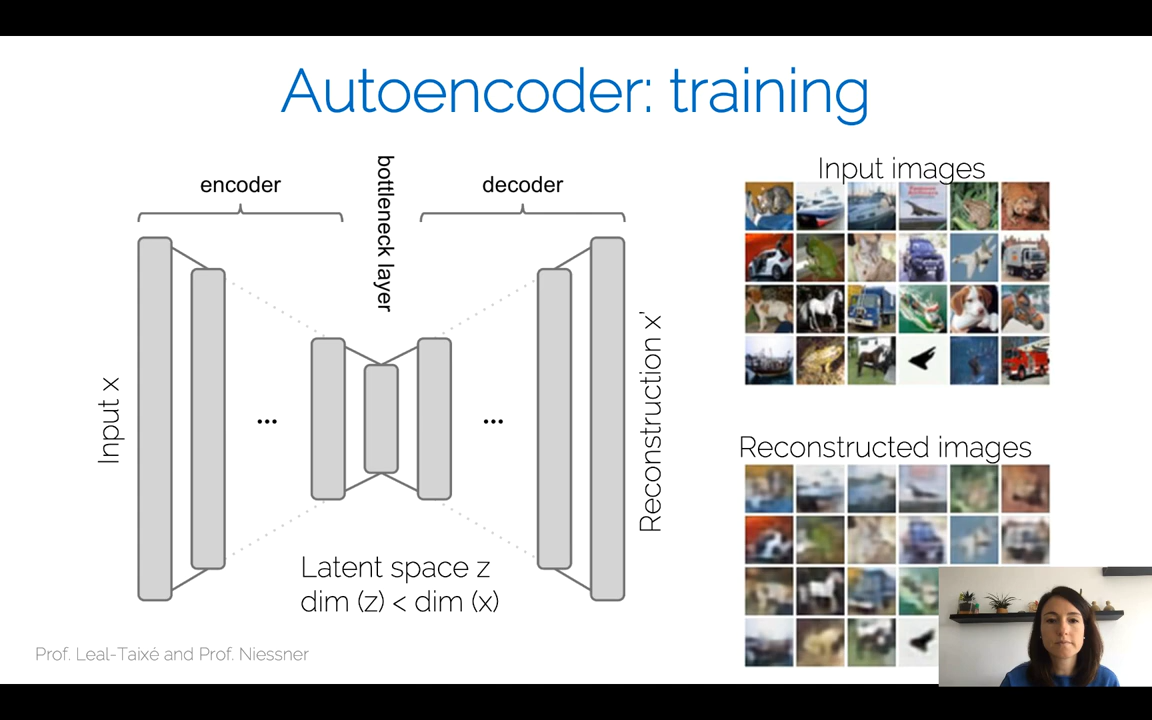 Autoencoder: training
encoder
bottleneck layer
decoder
Input x
...
...
Reconstruction x'
Latent space z
dim (z) < dim (x)
Input images
Reconstructed images
Prof. Leal-Taixé and Prof. Niessner